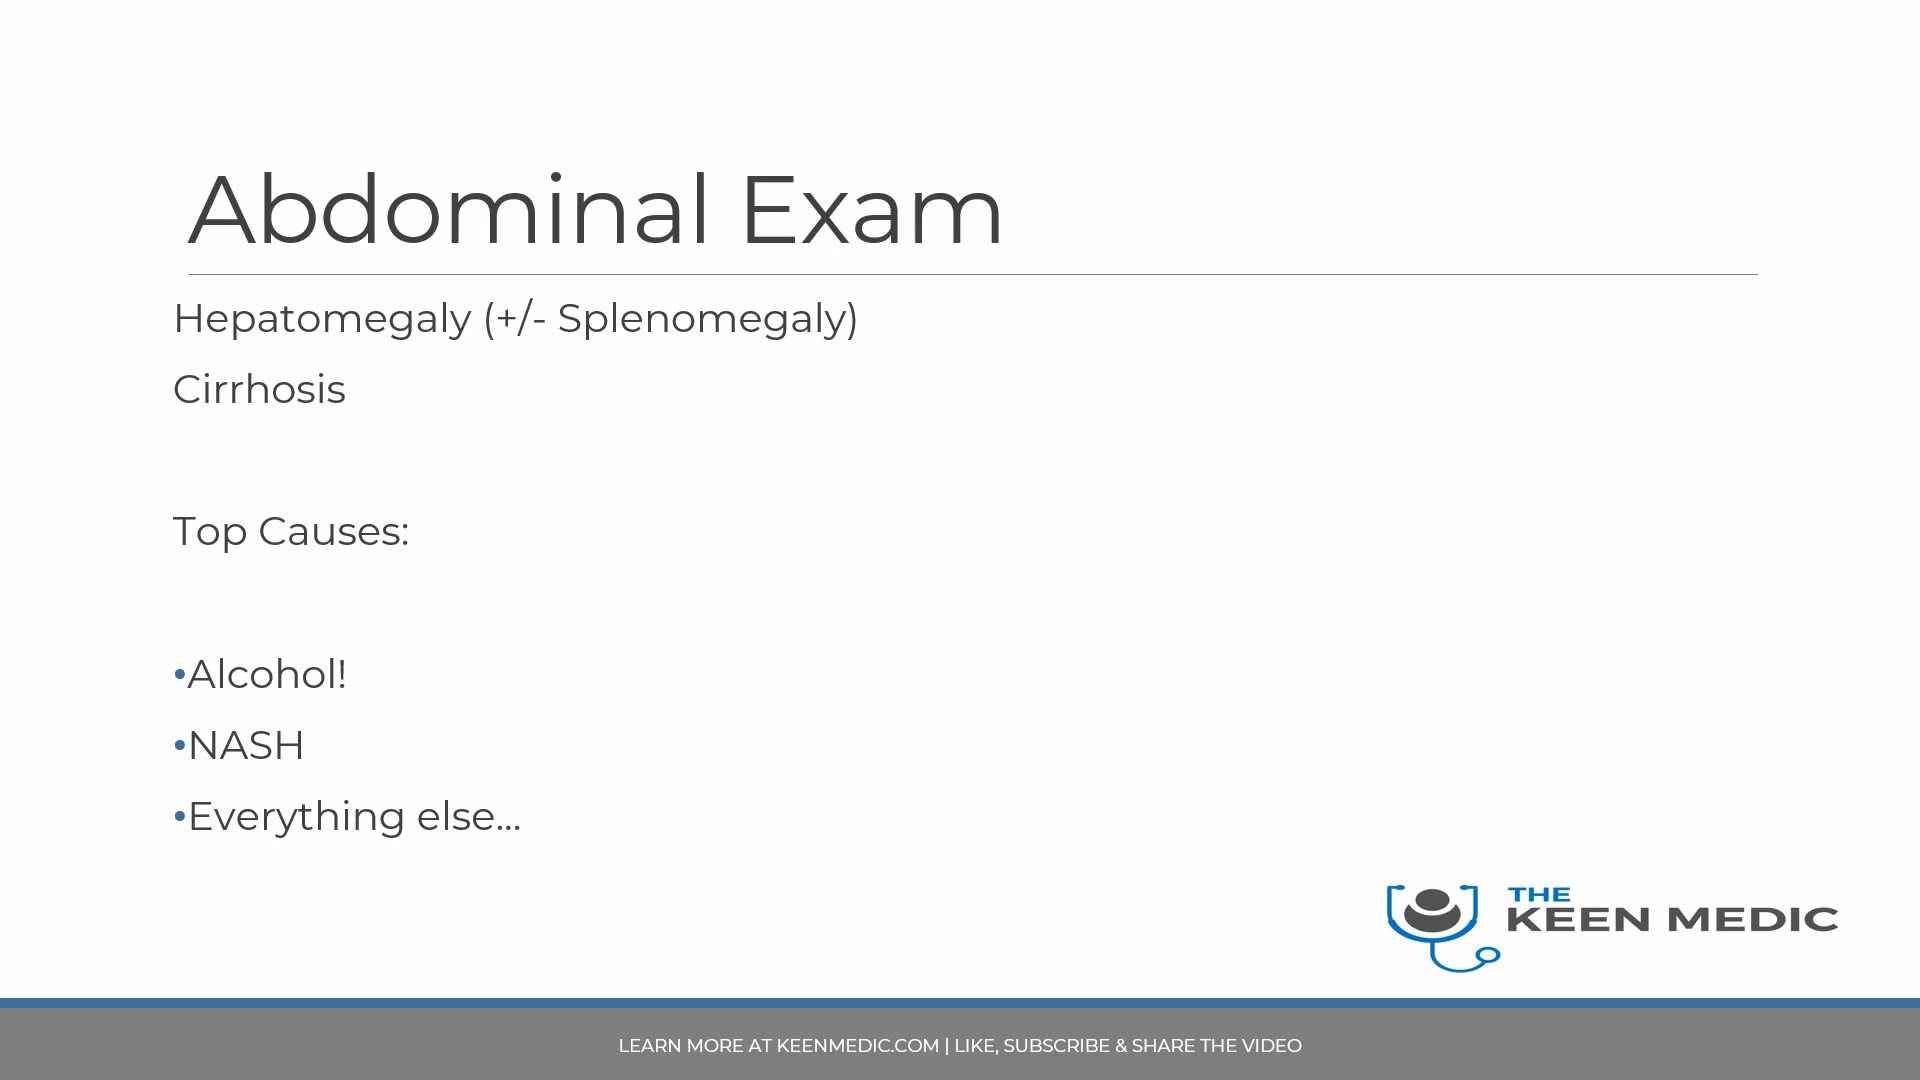 Abdominal Exam
Hepatomegaly (+/- Splenomegaly)
Cirrhosis
Top Causes:
•Alcohol!
•NASH
•Everything else...
THE
KEEN MEDIC
LEARN MORE AT KEENMEDIC.COM | LIKE, SUBSCRIBE & SHARE THE VIDEO